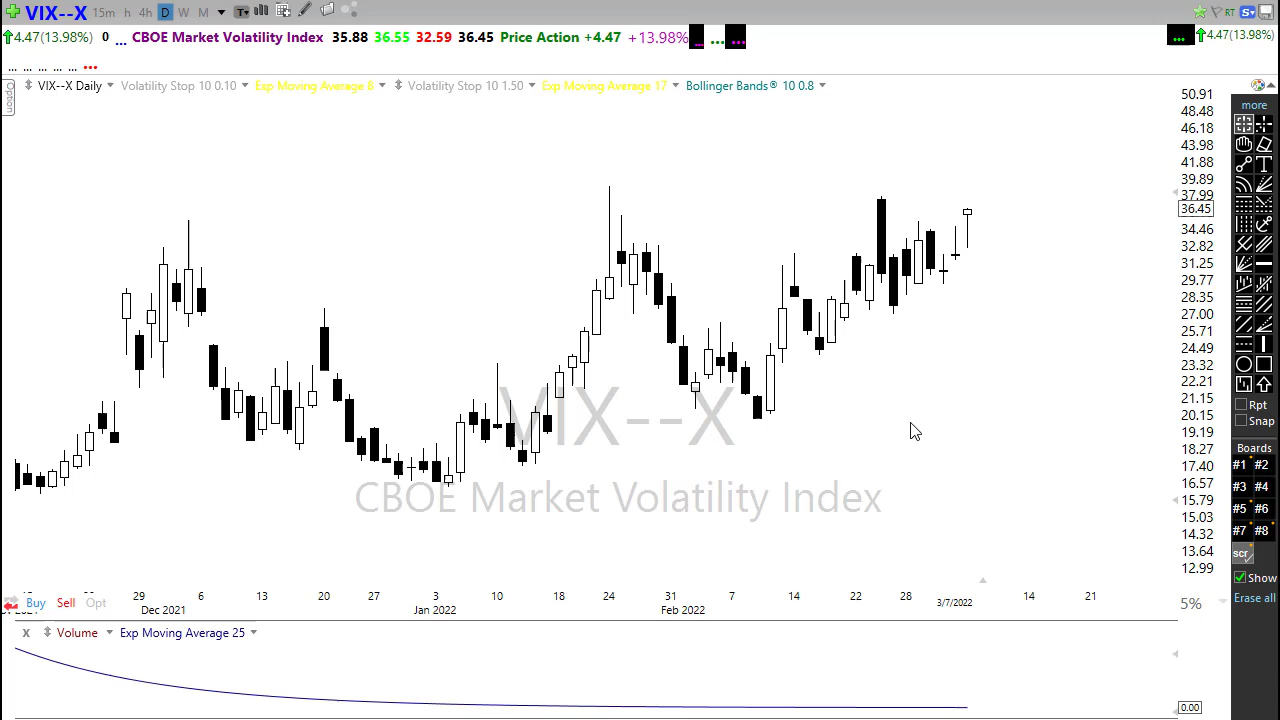 VIX--X 15m h 4h D W M T RT S
4.47(13.98%) 0 ... CBOE Market Volatility Index 35.88 36.55 32.59 36.45 Price Action +4.47 +13.98% ... ... ... ... 4.47(13.98%)
... ... ... ... ... ...
Option
VIX--X Daily Volatility Stop 10 0.10 Exp Moving Average 8 Volatility Stop 10 1.50 Exp Moving Average 17 Bollinger Bands® 10 0.8
50.91
48.48
46.18
43.98
41.88
39.89
37.99
36.45
34.46
32.82
31.25
29.77
28.35
27.00
25.71
24.49
23.32
22.21
21.15
20.15
19.19
18.27
17.40
16.57
15.79
15.03
14.32
13.64
12.99
VIX--X
CBOE Market Volatility Index
more
T
Rpt
Snap
Boards
#1 #2
#3 #4
#5 #6
#7 #8
scr
Show
Erase all
29 6 13 20 27 3 10 18 24 31 7 14 22 28 14 21
Dec 2021 Jan 2022 Feb 2022 3/7/2022
Buy Sell Opt
5%
x Volume Exp Moving Average 25
0.00